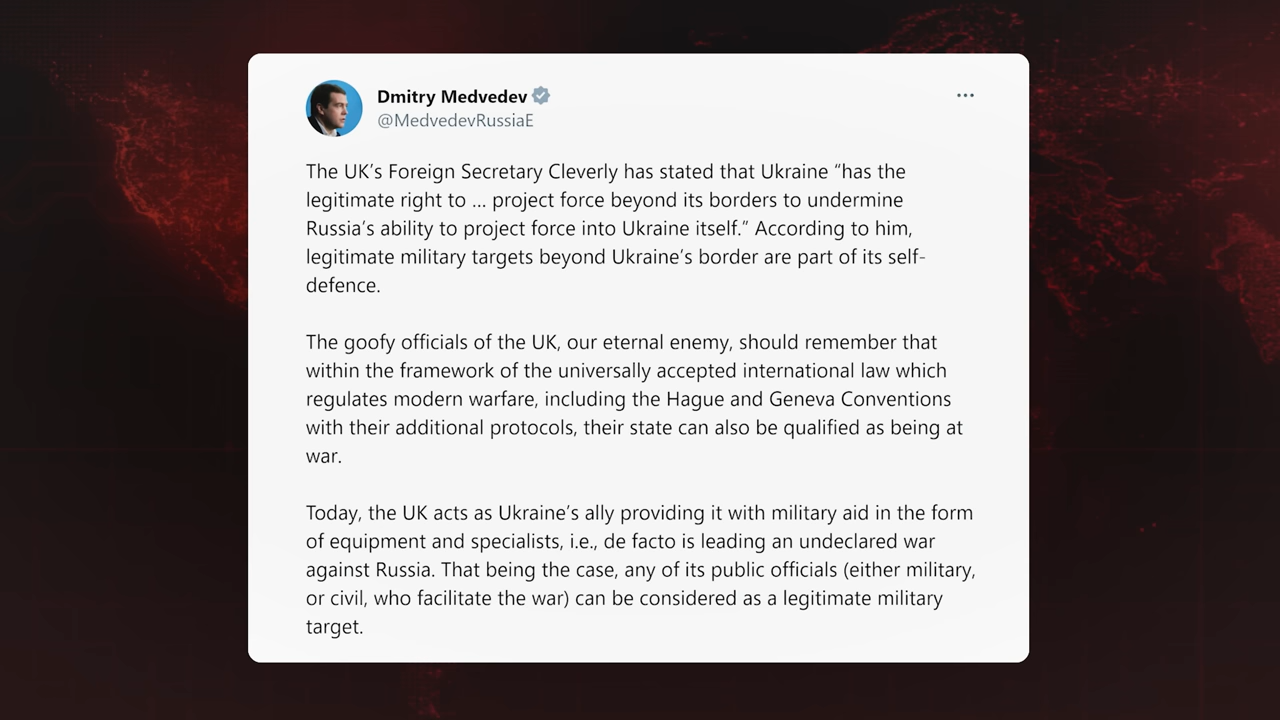 Dmitry Medvedev
@MedvedevRussiaE
The UK’s Foreign Secretary Cleverly has stated that Ukraine “has the
legitimate right to ... project force beyond its borders to undermine
Russia’s ability to project force into Ukraine itself.” According to him,
legitimate military targets beyond Ukraine’s border are part of its self-
defence.
The goofy officials of the UK, our eternal enemy, should remember that
within the framework of the universally accepted international law which
regulates modern warfare, including the Hague and Geneva Conventions
with their additional protocols, their state can also be qualified as being at
war.
Today, the UK acts as Ukraine’s ally providing it with military aid in the form
of equipment and specialists, i.e., de facto is leading an undeclared war
against Russia. That being the case, any of its public officials (either military,
or civil, who facilitate the war) can be considered as a legitimate military
target.